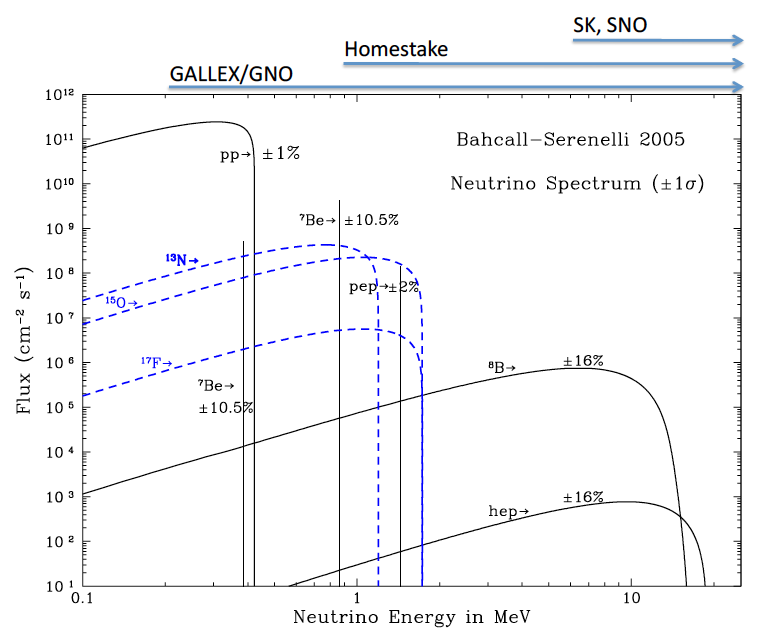 SK, SNO
Homestake
GALLEX/GNO
10¹²
10¹¹
10¹⁰
10⁹
10⁸
10⁷
10⁶
10⁵
10⁴
10³
10²
10¹
Flux (cm⁻² s⁻¹)
Bahcall–Serenelli 2005
Neutrino Spectrum (±1σ)
pp→ ±1%
⁷Be→ ±10.5%
¹³N→
¹⁵O→
pep→±2%
¹⁷F→
⁷Be→
±10.5%
⁸B→ ±16%
hep→ ±16%
0.1 1 10
Neutrino Energy in MeV